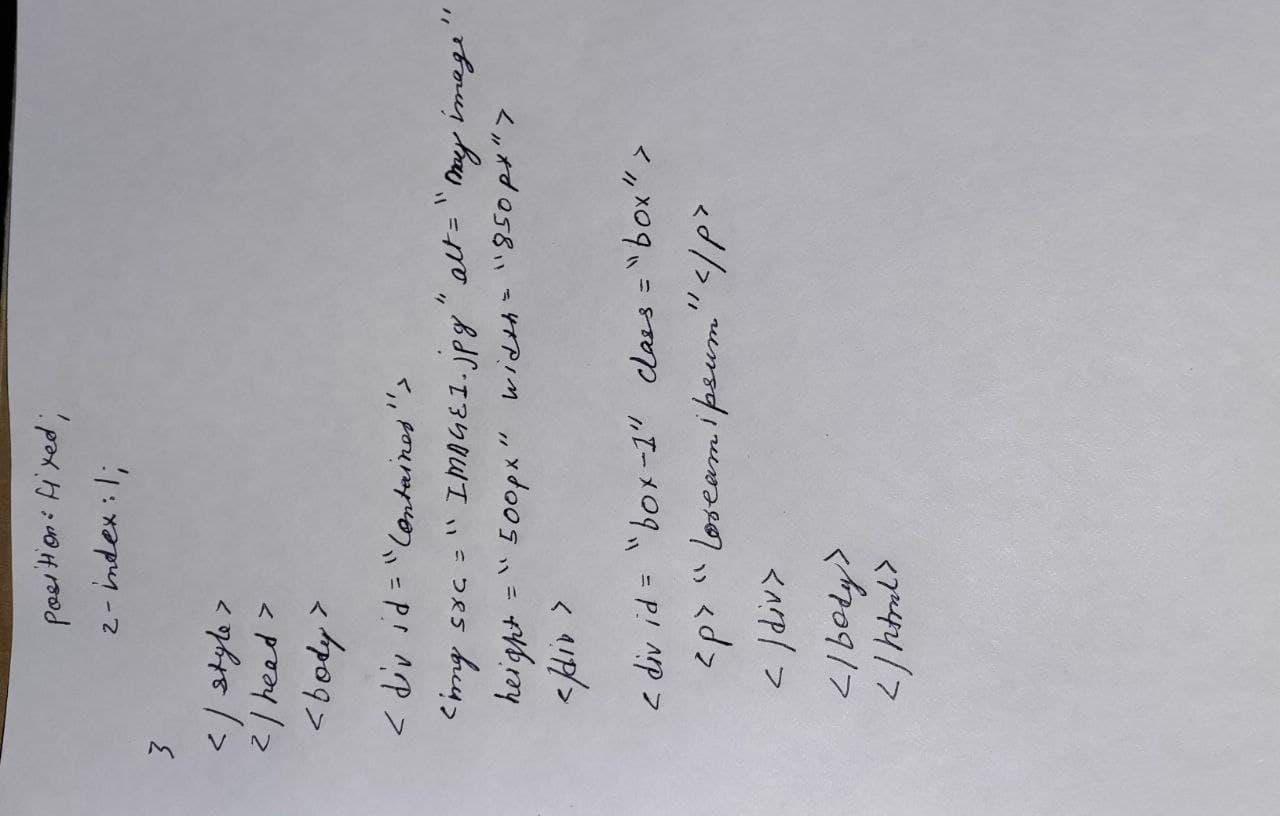 position: fixed;
z-index: 1;
}
</style>
</head>
<body>
<div id="container">
<img src="IMAGE1.jpg" alt="my image"
height="500px" width="850px">
</div>
<div id="box-1" class="box">
<p>"loream ipsum"</p>
</div>
</body>
</html>